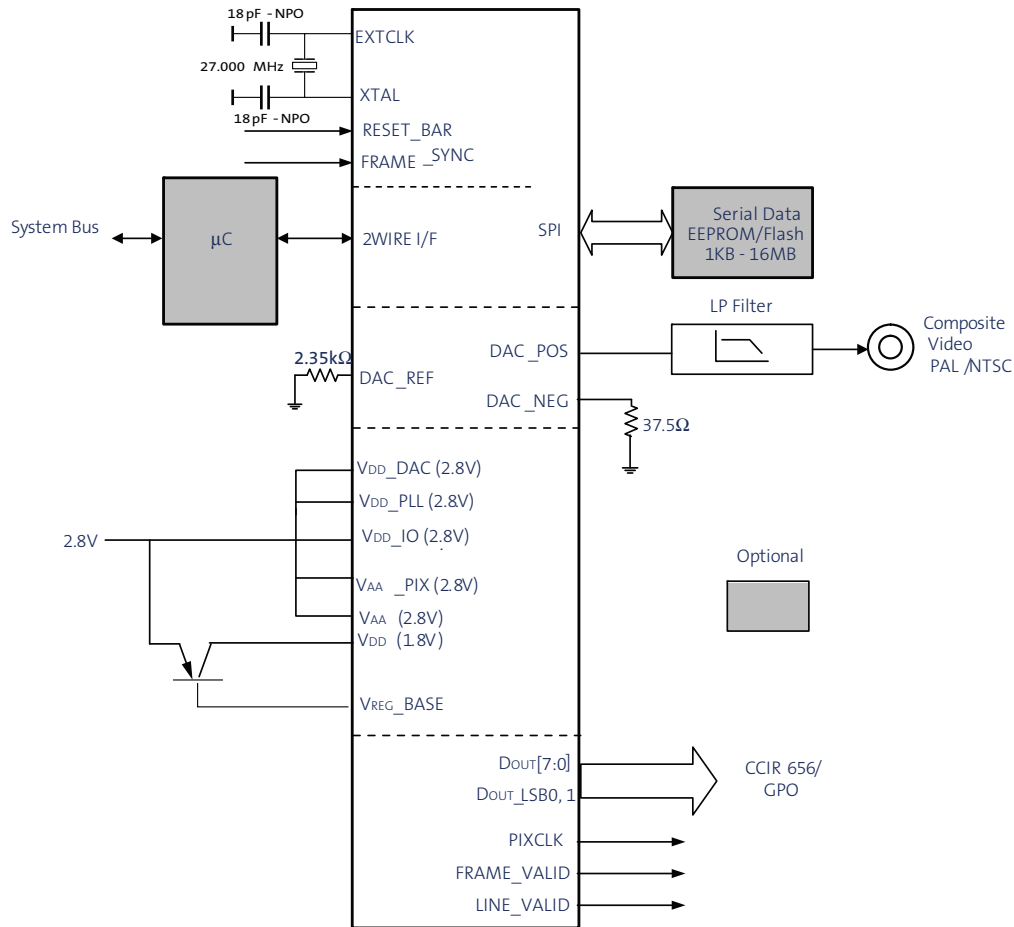 18pF - NPO
EXTCLK
27.000 MHz
XTAL
18pF - NPO
RESET_BAR
FRAME _SYNC
System Bus
µC
2WIRE I/F
SPI
Serial Data
EEPROM/Flash
1KB - 16MB
LP Filter
DAC_POS
Composite
Video
PAL /NTSC
2.35kΩ
DAC_REF
DAC _NEG
37.5Ω
VDD_DAC (2.8V)
VDD_PLL (2.8V)
2.8V
VDD_IO (2.8V)
VAA _PIX (2.8V)
VAA (2.8V)
VDD (1.8V)
VREG_BASE
Optional
DOUT[7:0]
DOUT_LSB0, 1
CCIR 656/
GPO
PIXCLK
FRAME_VALID
LINE_VALID